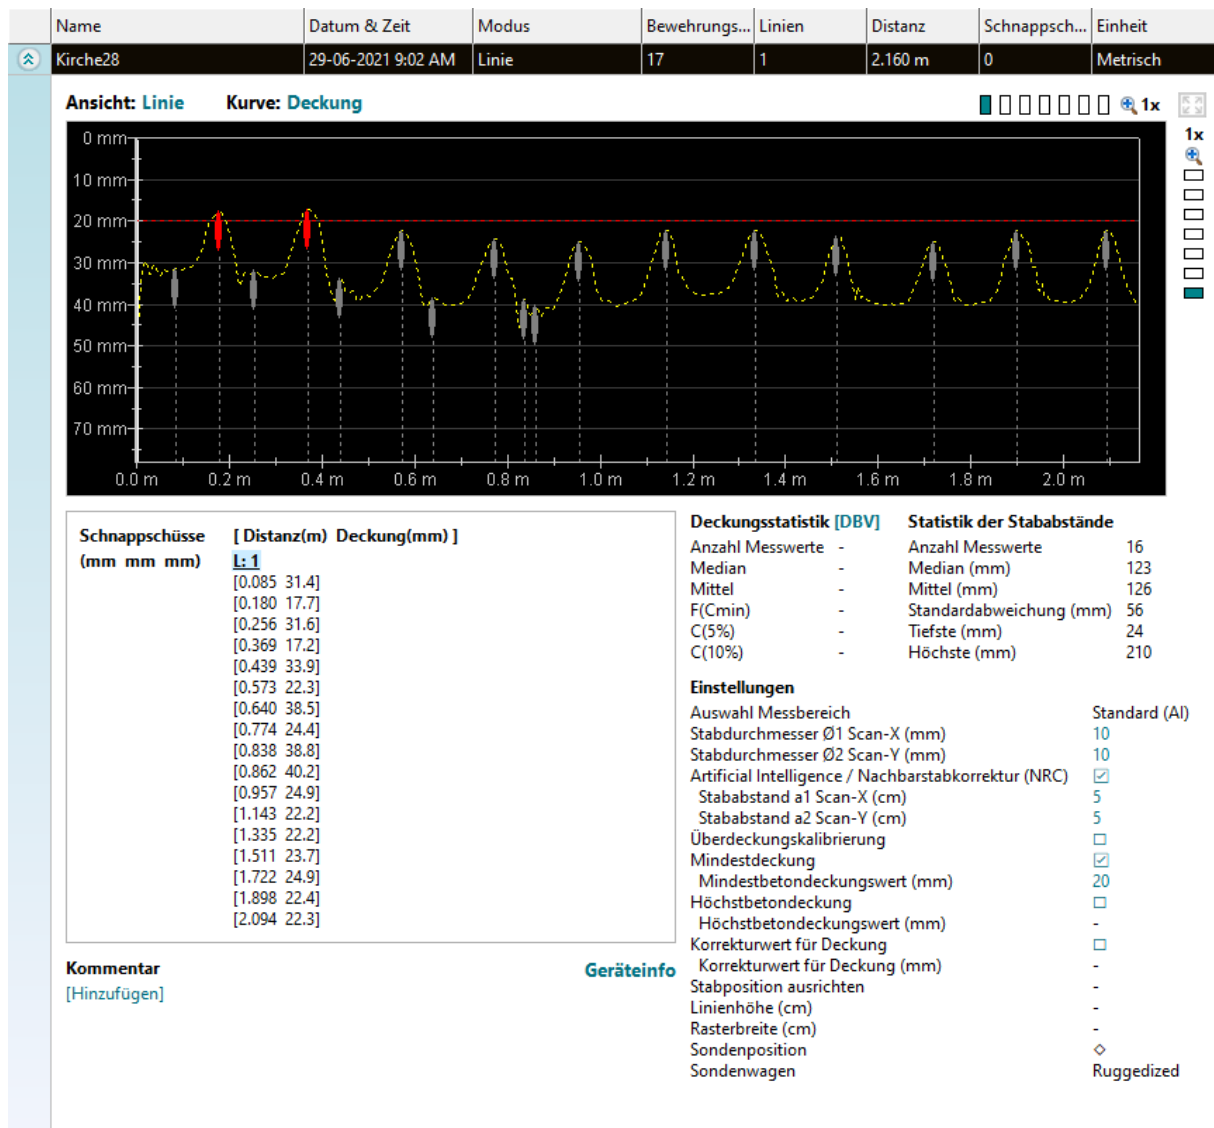 Name Datum & Zeit Modus Bewehrungs... Linien Distanz Schnappsch... Einheit
Kirche28 29-06-2021 9:02 AM Linie 17 1 2.160 m 0 Metrisch
Ansicht: Linie Kurve: Deckung 1x
1x
0 mm
10 mm
20 mm
30 mm
40 mm
50 mm
60 mm
70 mm
0.0 m 0.2 m 0.4 m 0.6 m 0.8 m 1.0 m 1.2 m 1.4 m 1.6 m 1.8 m 2.0 m
Schnappschüsse [ Distanz(m) Deckung(mm) ]
(mm mm mm) L: 1
[0.085 31.4]
[0.180 17.7]
[0.256 31.6]
[0.369 17.2]
[0.439 33.9]
[0.573 22.3]
[0.640 38.5]
[0.774 24.4]
[0.838 38.8]
[0.862 40.2]
[0.957 24.9]
[1.143 22.2]
[1.335 22.2]
[1.511 23.7]
[1.722 24.9]
[1.898 22.4]
[2.094 22.3]
Kommentar Geräteinfo
[Hinzufügen]
Deckungsstatistik [DBV] Statistik der Stababstände
Anzahl Messwerte - Anzahl Messwerte 16
Median - Median (mm) 123
Mittel - Mittel (mm) 126
F(Cmin) - Standardabweichung (mm) 56
C(5%) - Tiefste (mm) 24
C(10%) - Höchste (mm) 210
Einstellungen
Auswahl Messbereich Standard (AI)
Stabdurchmesser Ø1 Scan-X (mm) 10
Stabdurchmesser Ø2 Scan-Y (mm) 10
Artificial Intelligence / Nachbarstabkorrektur (NRC)
Stababstand a1 Scan-X (cm) 5
Stababstand a2 Scan-Y (cm) 5
Überdeckungskalibrierung
Mindestdeckung
Mindestbetondeckungswert (mm) 20
Höchstbetondeckung
Höchstbetondeckungswert (mm) -
Korrekturwert für Deckung
Korrekturwert für Deckung (mm) -
Stabposition ausrichten -
Linienhöhe (cm) -
Rasterbreite (cm) -
Sondenposition
Sondenwagen Ruggedized